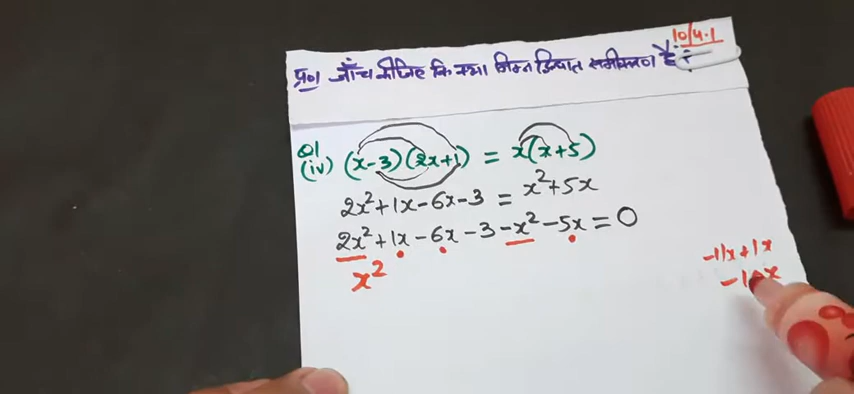 10/4.1
प्र०1 जाँच कीजिए कि क्या निम्न द्विघात समीकरण है :
Q1
(iv) (x-3)(2x+1) = x(x+5)
2x²+1x-6x-3 = x²+5x
2x²+1x-6x-3-x²-5x=0
x²
-11x+1x
-10x